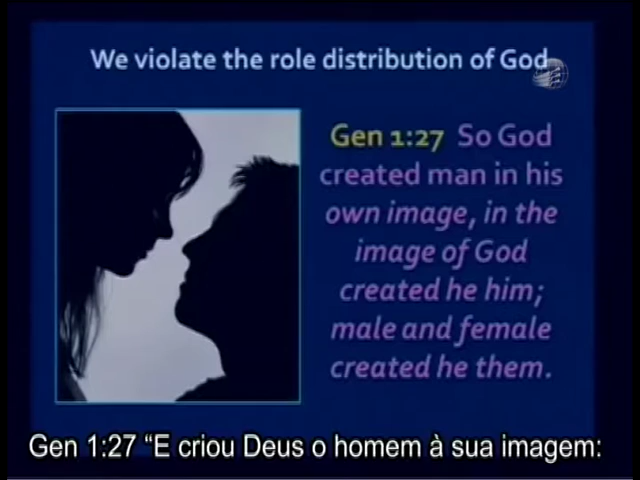 We violate the role distribution of God
Gen 1:27 So God
created man in his
own image, in the
image of God
created he him;
male and female
created he them.
Gen 1:27 “E criou Deus o homem à sua imagem: